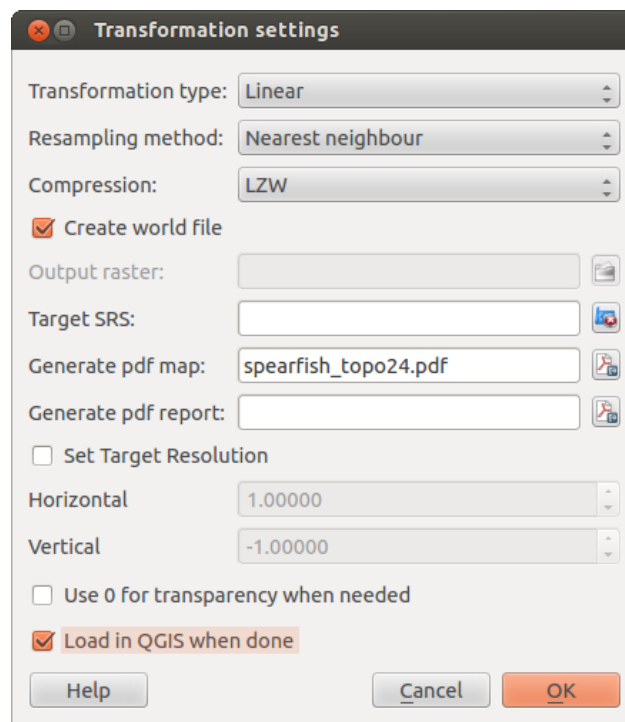 Transformation settings
Transformation type: Linear
Resampling method: Nearest neighbour
Compression: LZW
Create world file
Output raster:
Target SRS:
Generate pdf map: spearfish_topo24.pdf
Generate pdf report:
Set Target Resolution
Horizontal 1.00000
Vertical -1.00000
Use 0 for transparency when needed
Load in QGIS when done
Help Cancel OK